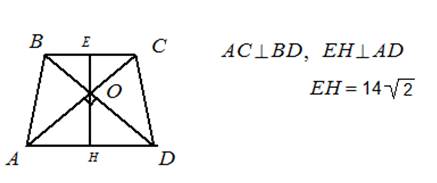 B E C
AC⊥BD, EH⊥AD
EH = 14√2
O
A H D